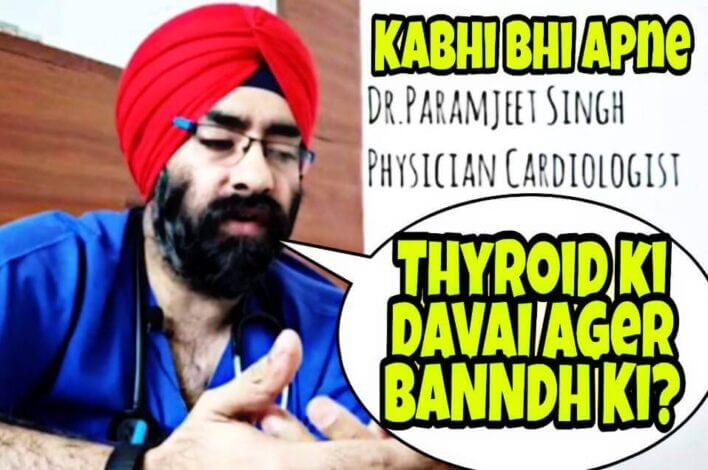 KABHI BHI APNE
DR.PARAMJEET SINGH
PHYSICIAN CARDIOLOGIST
THYROID KI
DAVAI AGER
BANNDH KI?